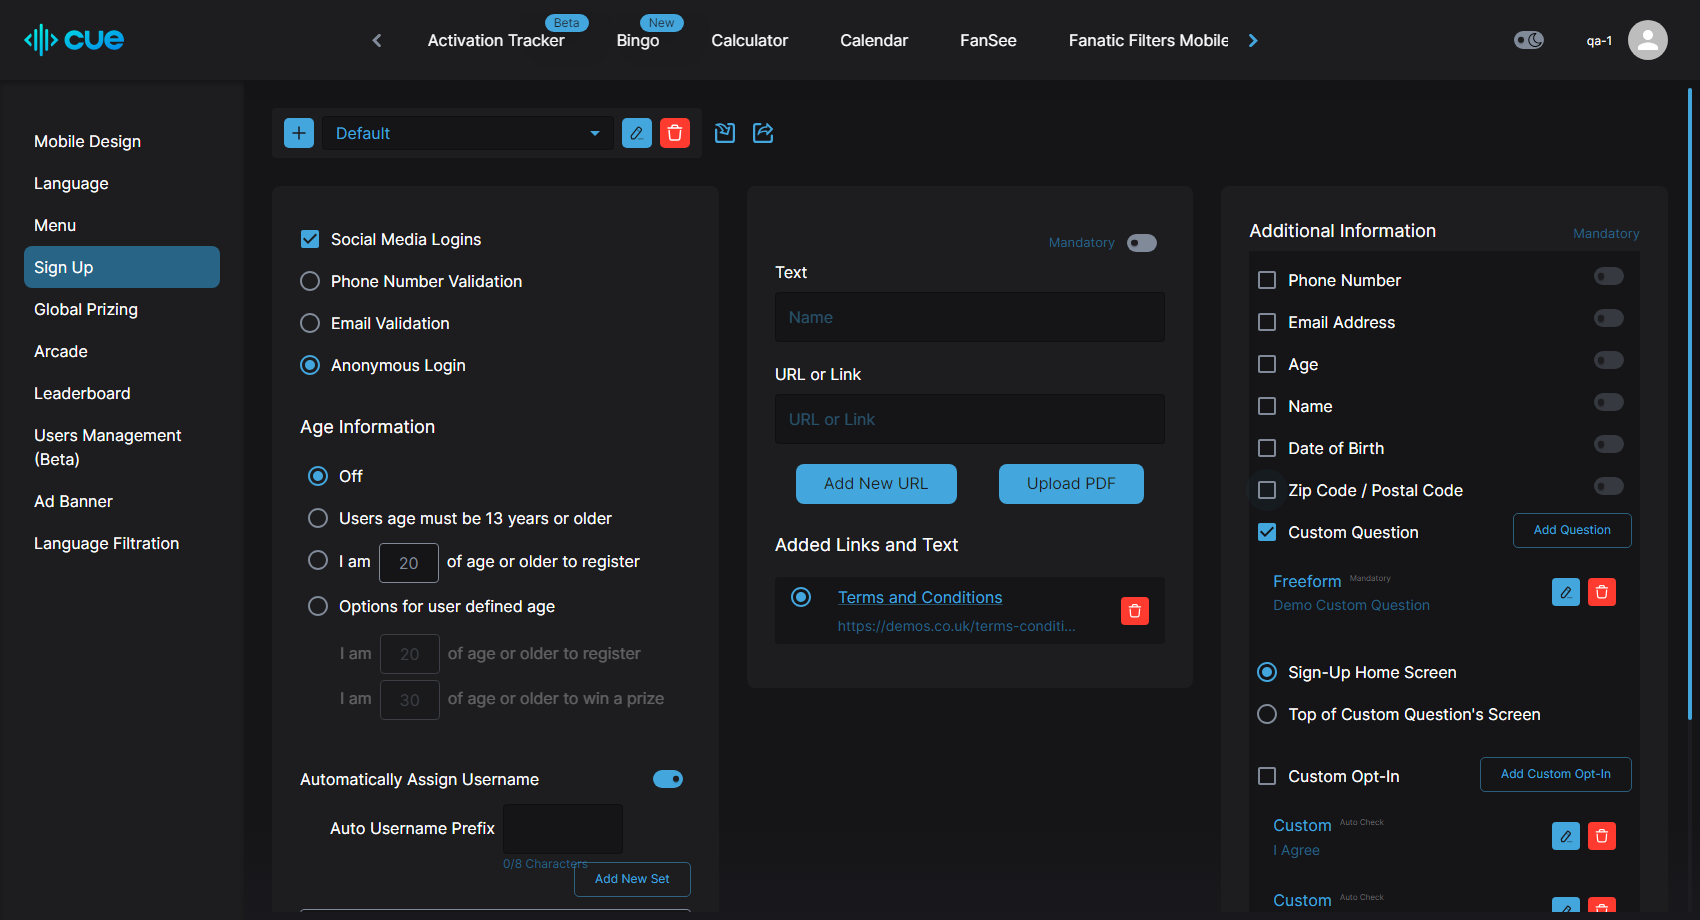 cue
Activation Tracker
Beta
Bingo
New
Calculator
Calendar
FanSee
Fanatic Filters Mobile
qa-1
Mobile Design
Language
Menu
Sign Up
Global Prizing
Arcade
Leaderboard
Users Management
(Beta)
Ad Banner
Language Filtration
Default
Social Media Logins
Phone Number Validation
Email Validation
Anonymous Login
Age Information
Off
Users age must be 13 years or older
I am 20 of age or older to register
Options for user defined age
I am 20 of age or older to register
I am 30 of age or older to win a prize
Automatically Assign Username
Auto Username Prefix
0/8 Characters
Add New Set
Mandatory
Text
Name
URL or Link
URL or Link
Add New URL
Upload PDF
Added Links and Text
Terms and Conditions
https://demos.co.uk/terms-conditi...
Additional Information
Mandatory
Phone Number
Email Address
Age
Name
Date of Birth
Zip Code / Postal Code
Custom Question
Add Question
Freeform Mandatory
Demo Custom Question
Sign-Up Home Screen
Top of Custom Question's Screen
Custom Opt-In
Add Custom Opt-In
Custom Auto Check
I Agree
Custom Auto Check